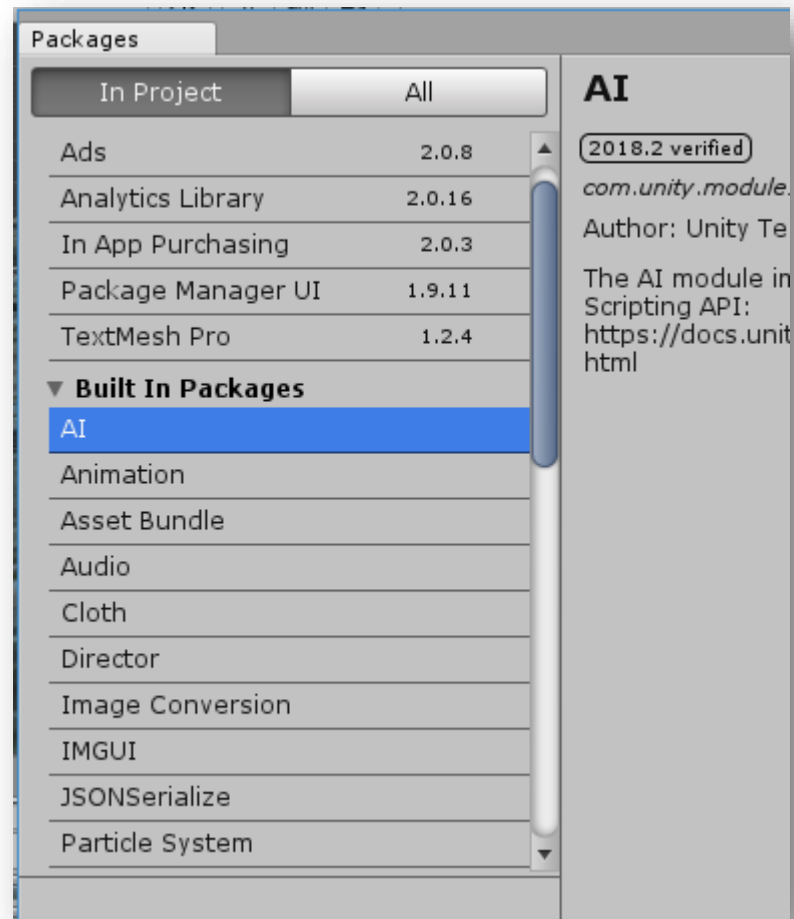 Packages
In Project
All
Ads 2.0.8
Analytics Library 2.0.16
In App Purchasing 2.0.3
Package Manager UI 1.9.11
TextMesh Pro 1.2.4
Built In Packages
AI
Animation
Asset Bundle
Audio
Cloth
Director
Image Conversion
IMGUI
JSONSerialize
Particle System
AI
2018.2 verified
com.unity.module.
Author: Unity Te
The AI module in
Scripting API:
https://docs.unit
html